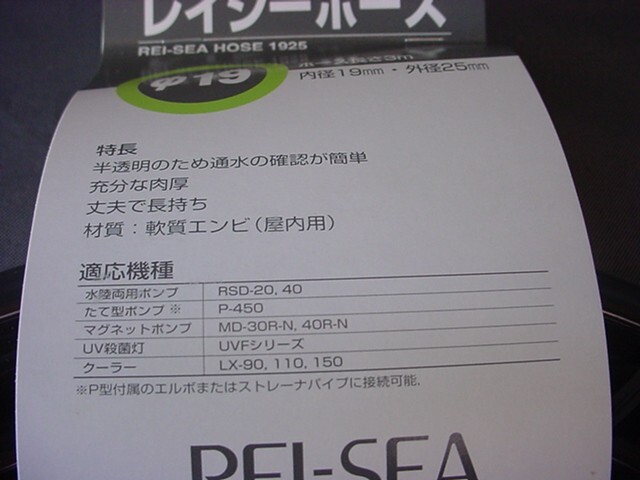 レイシーホース
REI-SEA HOSE 1925
φ19
ホース長さ3m
内径19mm・外径25mm
特長
半透明のため通水の確認が簡単
充分な肉厚
丈夫で長持ち
材質：軟質エンビ（屋内用）
適応機種
水陸両用ポンプ RSD-20, 40
たて型ポンプ ※ P-450
マグネットポンプ MD-30R-N, 40R-N
UV殺菌灯 UVFシリーズ
クーラー LX-90, 110, 150
※P型付属のエルボまたはストレーナパイプに接続可能。
REI-SEA